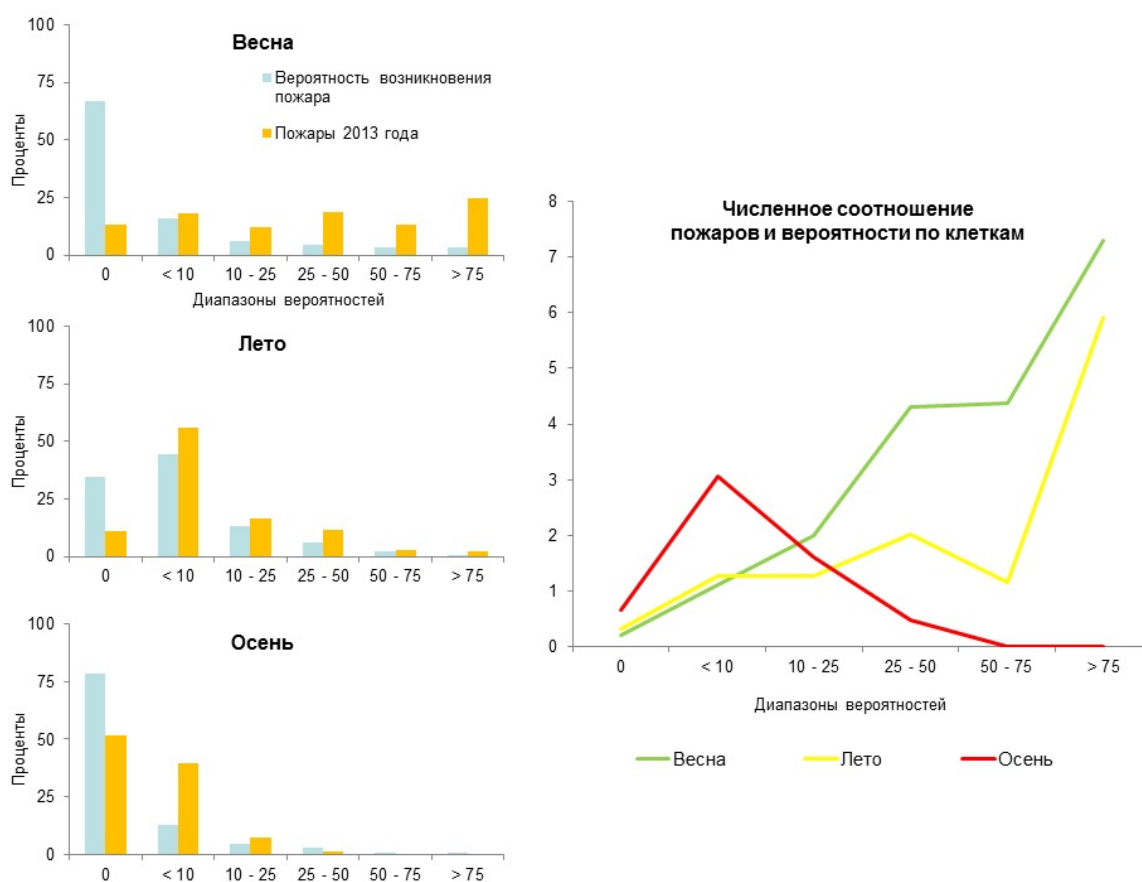 100
75
50
25
0
Проценты
Весна
Вероятность возникновения
пожара
Пожары 2013 года
0 < 10 10 - 25 25 - 50 50 - 75 > 75
Диапазоны вероятностей
100
75
50
25
0
Проценты
Лето
0 < 10 10 - 25 25 - 50 50 - 75 > 75
100
75
50
25
0
Проценты
Осень
0 < 10 10 - 25 25 - 50 50 - 75 > 75
Численное соотношение
пожаров и вероятности по клеткам
8
7
6
5
4
3
2
1
0
0 < 10 10 - 25 25 - 50 50 - 75 > 75
Диапазоны вероятностей
Весна Лето Осень